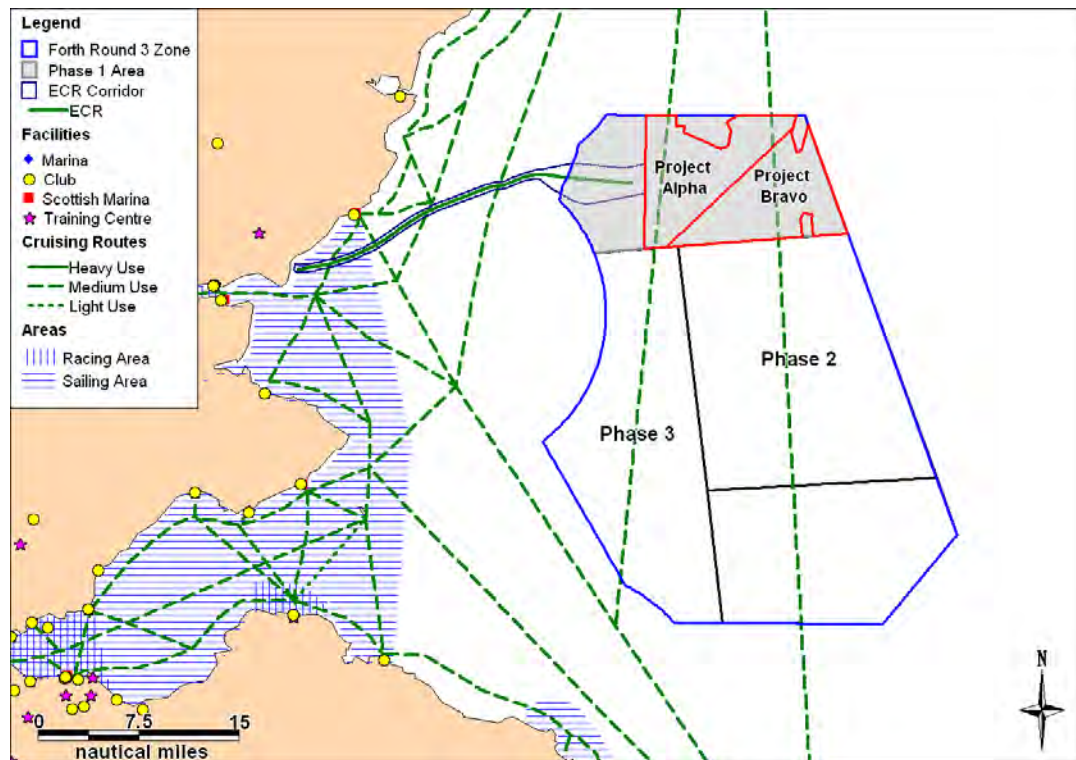 Legend
Forth Round 3 Zone
Phase 1 Area
ECR Corridor
ECR
Facilities
Marina
Club
Scottish Marina
Training Centre
Cruising Routes
Heavy Use
Medium Use
Light Use
Areas
Racing Area
Sailing Area
Project
Alpha
Project
Bravo
Phase 2
Phase 3
N
0 7.5 15
nautical miles